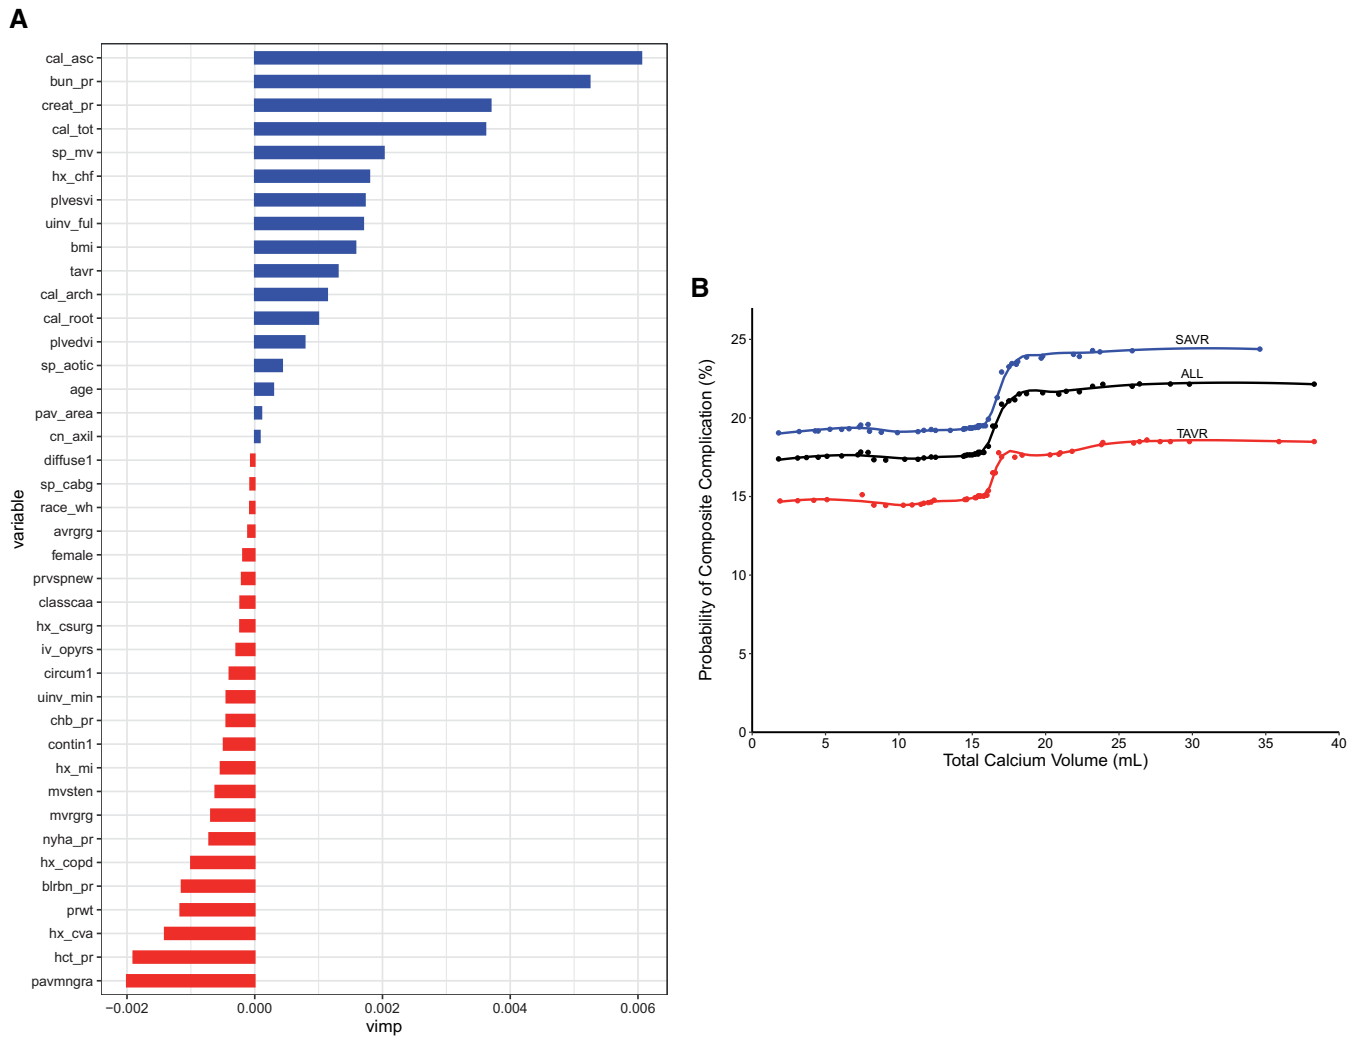 A
variable
cal_asc
bun_pr
creat_pr
cal_tot
sp_mv
hx_chf
plvesvi
uinv_ful
bmi
tavr
cal_arch
cal_root
plvedvi
sp_aotic
age
pav_area
cn_axil
diffuse1
sp_cabg
race_wh
avrgrg
female
prvspnew
classcaa
hx_csurg
iv_opyrs
circum1
uinv_min
chb_pr
contin1
hx_mi
mvsten
mvrgrg
nyha_pr
hx_copd
blrbn_pr
prwt
hx_cva
hct_pr
pavmngra
−0.002 0.000 0.002 0.004 0.006
vimp
B
Probability of Composite Complication (%)
25
20
15
10
5
0
SAVR
ALL
TAVR
0 5 10 15 20 25 30 35 40
Total Calcium Volume (mL)